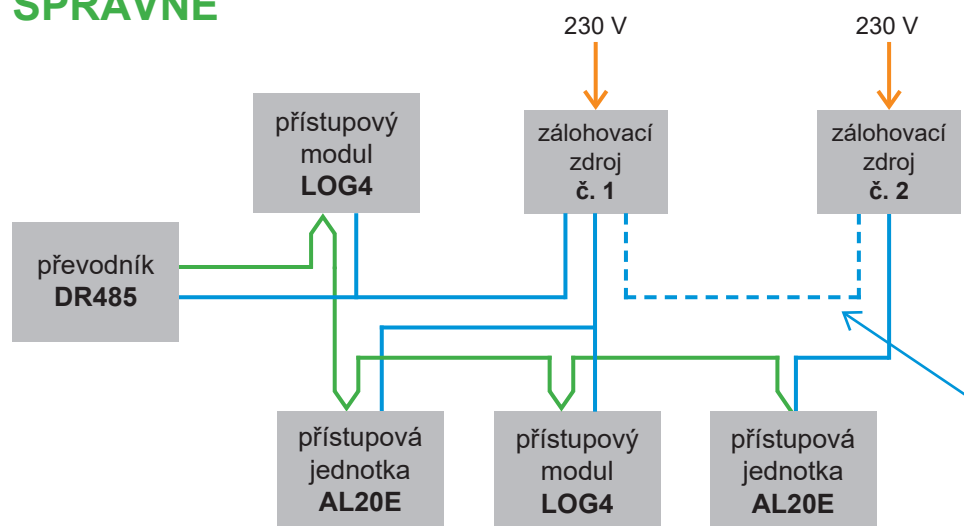 SPRÁVNĚ
230 V
230 V
přístupový
modul
LOG4
zálohovací
zdroj
č. 1
zálohovací
zdroj
č. 2
převodník
DR485
přístupová
jednotka
AL20E
přístupový
modul
LOG4
přístupová
jednotka
AL20E